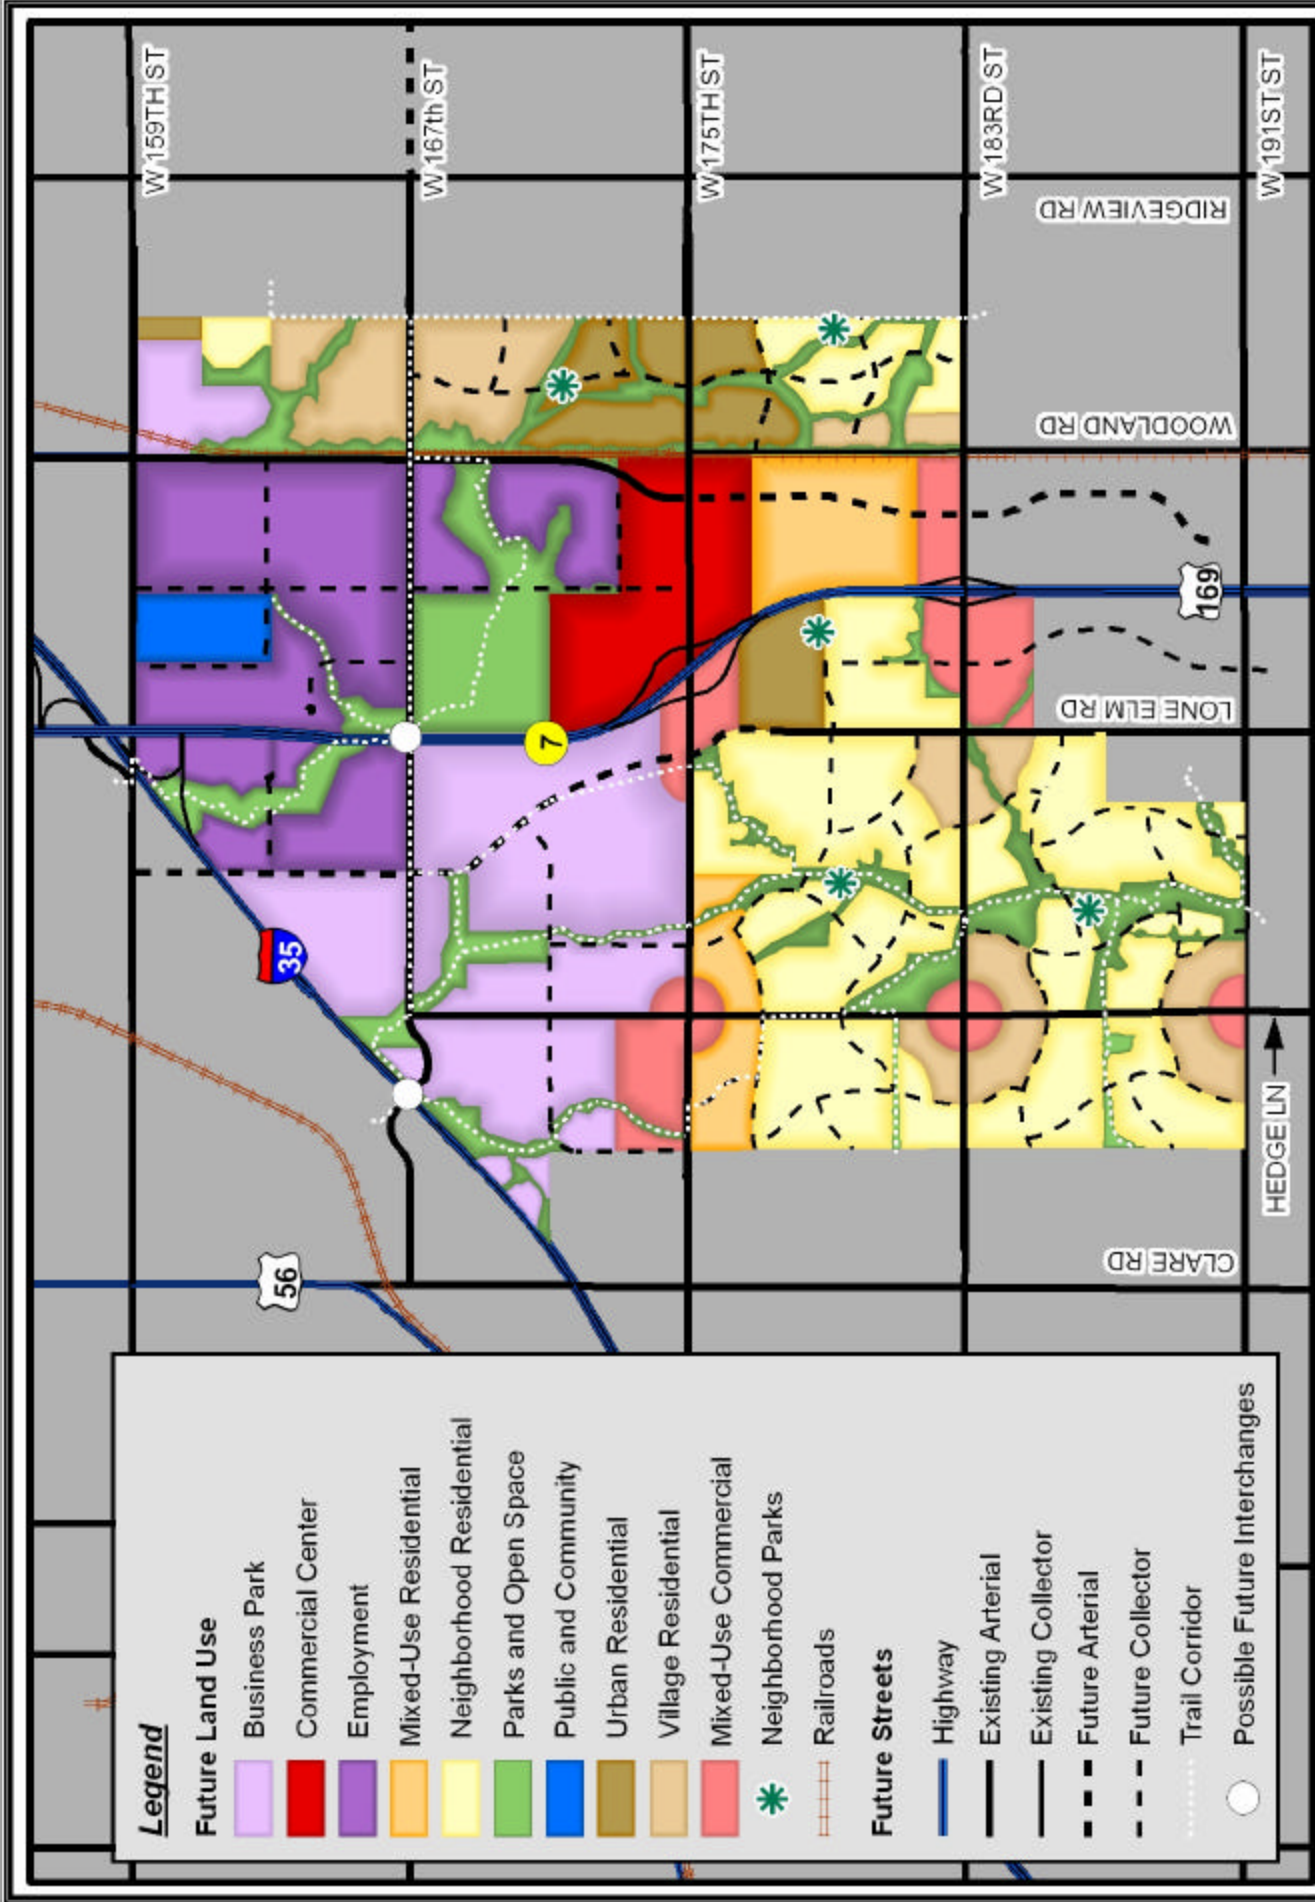 Legend
Future Land Use
Business Park
Commercial Center
Employment
Mixed-Use Residential
Neighborhood Residential
Parks and Open Space
Public and Community
Urban Residential
Village Residential
Mixed-Use Commercial
Neighborhood Parks
Railroads
Future Streets
Highway
Existing Arterial
Existing Collector
Future Arterial
Future Collector
Trail Corridor
Possible Future Interchanges
56
35
7
169
W 159TH ST
W 167th ST
W 175TH ST
W 183RD ST
W 191ST ST
CLARE RD
HEDGE LN
LONE ELM RD
WOODLAND RD
RIDGEVIEW RD